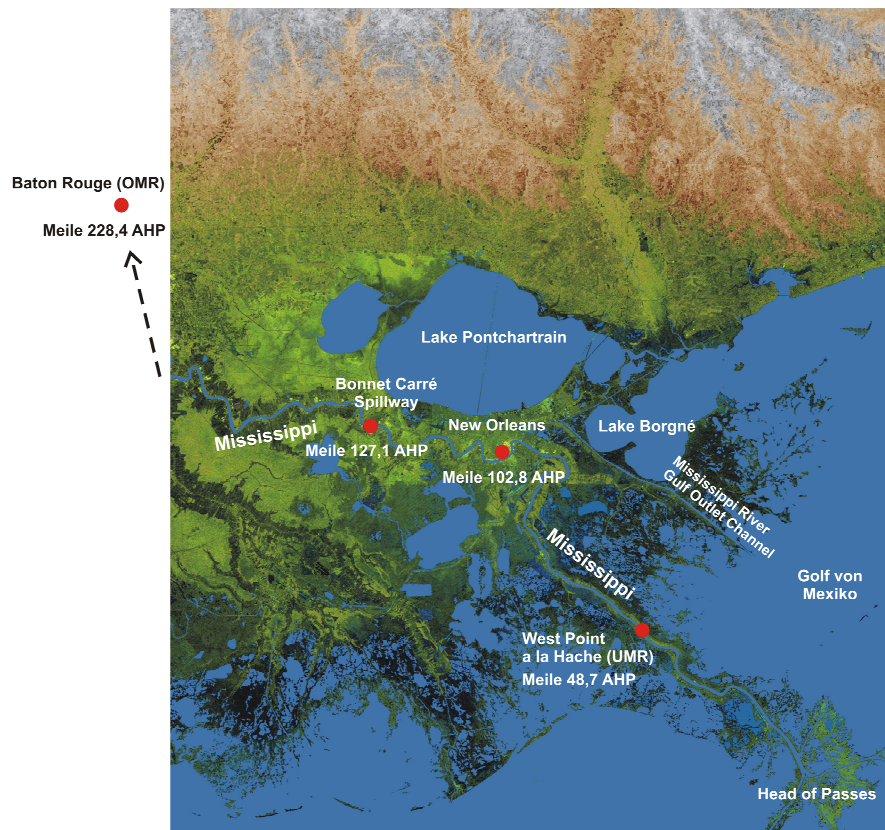 Baton Rouge (OMR)
Meile 228,4 AHP
Lake Pontchartrain
Bonnet Carré
Spillway
Mississippi
Meile 127,1 AHP
New Orleans
Meile 102,8 AHP
Lake Borgné
Mississippi River
Gulf Outlet Channel
Mississippi
Golf von
Mexiko
West Point
a la Hache (UMR)
Meile 48,7 AHP
Head of Passes